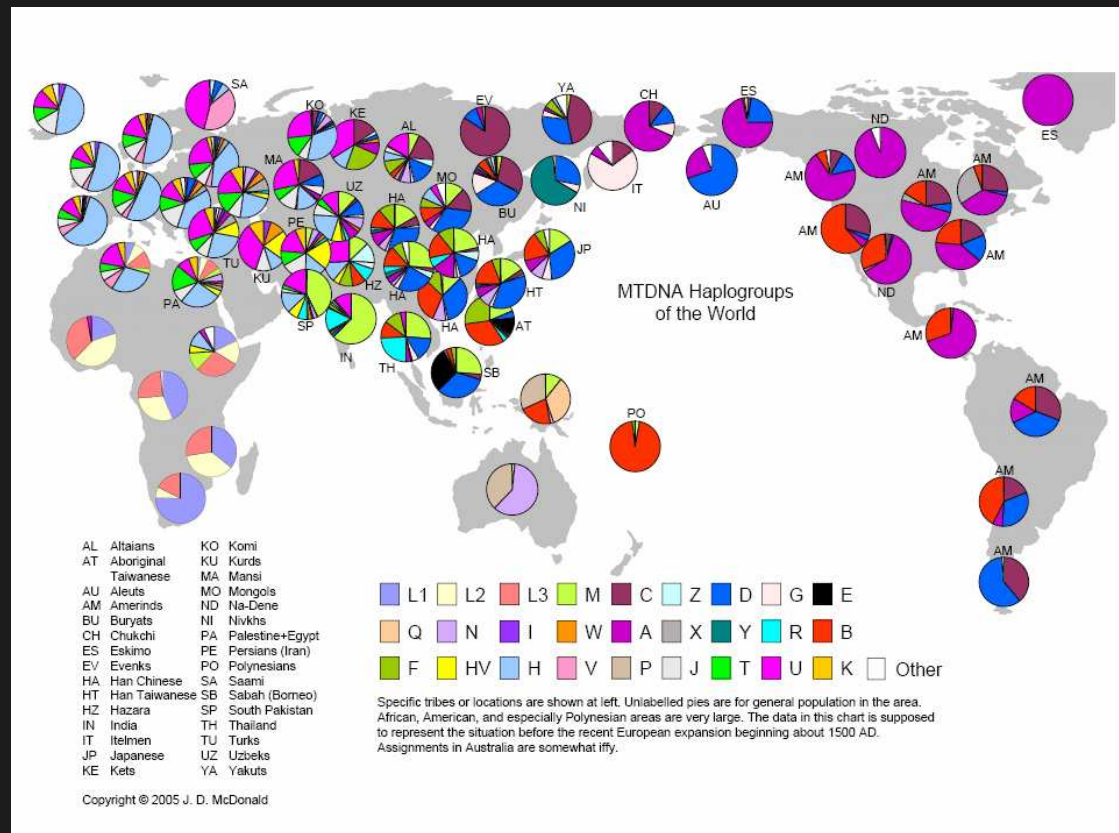 SA
KO
KE
AL
EV
YA
CH
ES
ES
ND
MA
UZ
HA
MO
BU
NI
IT
AU
AM
AM
AM
PE
HA
JP
AM
AM
TU
KU
HZ
HA
HT
ND
PA
SP
IN
TH
HA
AT
SB
AM
PO
AM
AM
AM
MTDNA Haplogroups
of the World
AL Altaians KO Komi
AT Aboriginal KU Kurds
Taiwanese MA Mansi
AU Aleuts MO Mongols
AM Amerinds ND Na-Dene
BU Buryats NI Nivkhs
CH Chukchi PA Palestine+Egypt
ES Eskimo PE Persians (Iran)
EV Evenks PO Polynesians
HA Han Chinese SA Saami
HT Han Taiwanese SB Sabah (Borneo)
HZ Hazara SP South Pakistan
IN India TH Thailand
IT Itelmen TU Turks
JP Japanese UZ Uzbeks
KE Kets YA Yakuts
L1 L2 L3 M C Z D G E
Q N I W A X Y R B
F HV H V P J T U K Other
Specific tribes or locations are shown at left. Unlabelled pies are for general population in the area.
African, American, and especially Polynesian areas are very large. The data in this chart is supposed
to represent the situation before the recent European expansion beginning about 1500 AD.
Assignments in Australia are somewhat iffy.
Copyright © 2005 J. D. McDonald